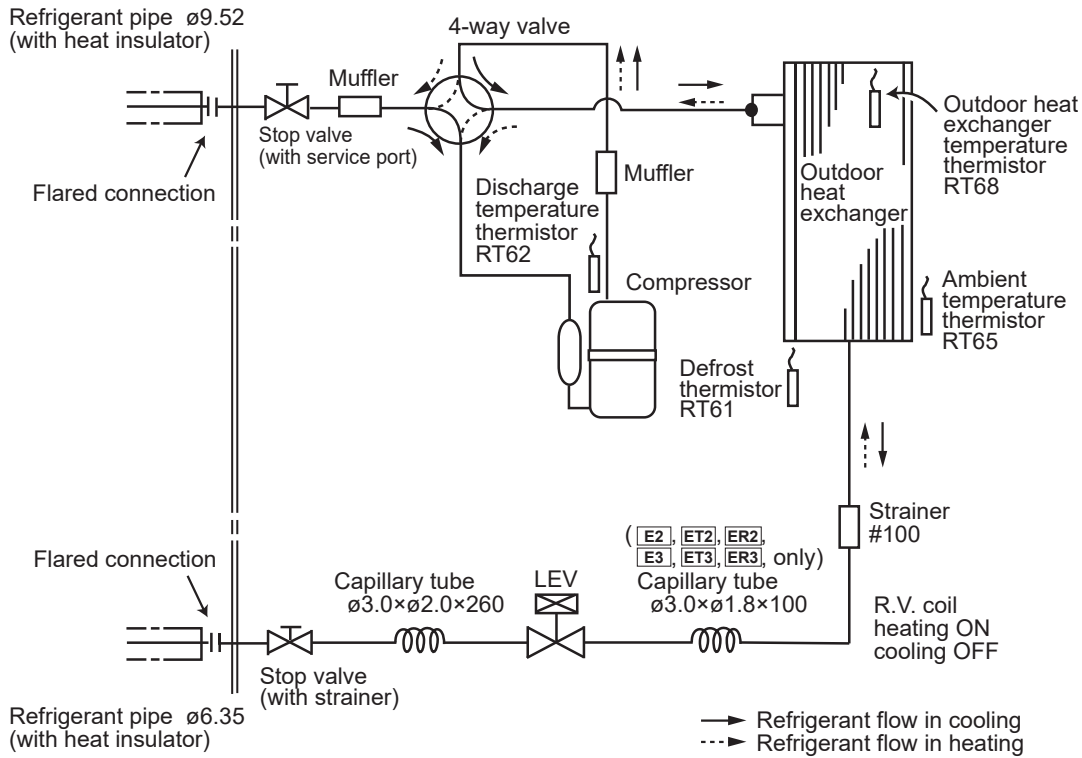 Refrigerant pipe ø9.52
(with heat insulator)
4-way valve
Muffler
Stop valve
(with service port)
Flared connection
Discharge
temperature
thermistor
RT62
Muffler
Compressor
Outdoor
heat
exchanger
Outdoor heat
exchanger
temperature
thermistor
RT68
Ambient
temperature
thermistor
RT65
Defrost
thermistor
RT61
Strainer
#100
Flared connection
Capillary tube
ø3.0×ø2.0×260
LEV
( E2, ET2, ER2,
E3, ET3, ER3, only)
Capillary tube
ø3.0×ø1.8×100
R.V. coil
heating ON
cooling OFF
Stop valve
(with strainer)
Refrigerant pipe ø6.35
(with heat insulator)
Refrigerant flow in cooling
Refrigerant flow in heating